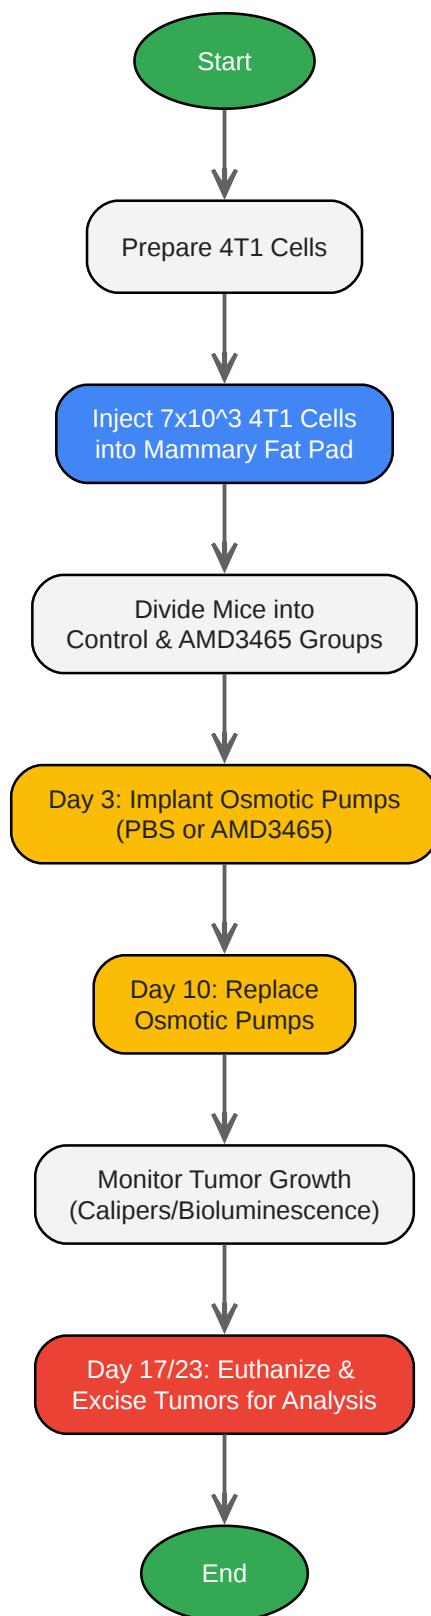 Start
Prepare 4T1 Cells
Inject 7x10^3 4T1 Cells
into Mammary Fat Pad
Divide Mice into
Control & AMD3465 Groups
Day 3: Implant Osmotic Pumps
(PBS or AMD3465)
Day 10: Replace
Osmotic Pumps
Monitor Tumor Growth
(Calipers/Bioluminescence)
Day 17/23: Euthanize &
Excise Tumors for Analysis
End